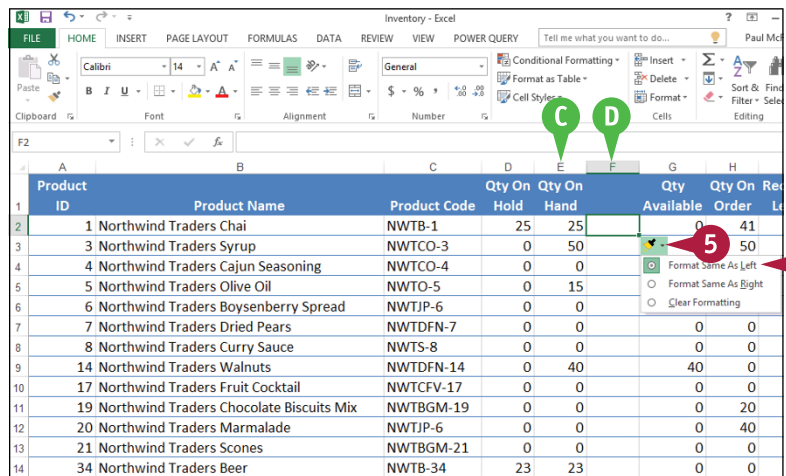 Inventory - Excel
FILE HOME INSERT PAGE LAYOUT FORMULAS DATA REVIEW VIEW POWER QUERY Tell me what you want to do... Paul
Calibri 14 General Conditional Formatting Insert
Paste B I U $ % Format as Table Delete Sort & Find
Cell Styles Format Filter
Clipboard Font Alignment Number Cells Editing
C D
F2 fx
A B C D E F G H
Product Qty On Qty On Qty Qty On
1 ID Product Name Product Code Hold Hand Available Order
2 1 Northwind Traders Chai NWTB-1 25 25 0 41
3 3 Northwind Traders Syrup NWTCO-3 0 50 5 50
4 4 Northwind Traders Cajun Seasoning NWTCO-4 0 0 Format Same As Left
5 5 Northwind Traders Olive Oil NWTO-5 0 15 Format Same As Right
6 6 Northwind Traders Boysenberry Spread NWTJP-6 0 0 Clear Formatting
7 7 Northwind Traders Dried Pears NWTDFN-7 0 0 0 0
8 8 Northwind Traders Curry Sauce NWTS-8 0 0 0 0
9 14 Northwind Traders Walnuts NWTDFN-14 0 40 40 0
10 17 Northwind Traders Fruit Cocktail NWTCFV-17 0 0 0 0
11 19 Northwind Traders Chocolate Biscuits Mix NWTBGM-19 0 0 0 20
12 20 Northwind Traders Marmalade NWTJP-6 0 0 0 40
13 21 Northwind Traders Scones NWTBGM-21 0 0 0 0
14 34 Northwind Traders Beer NWTB-34 23 23 0 0